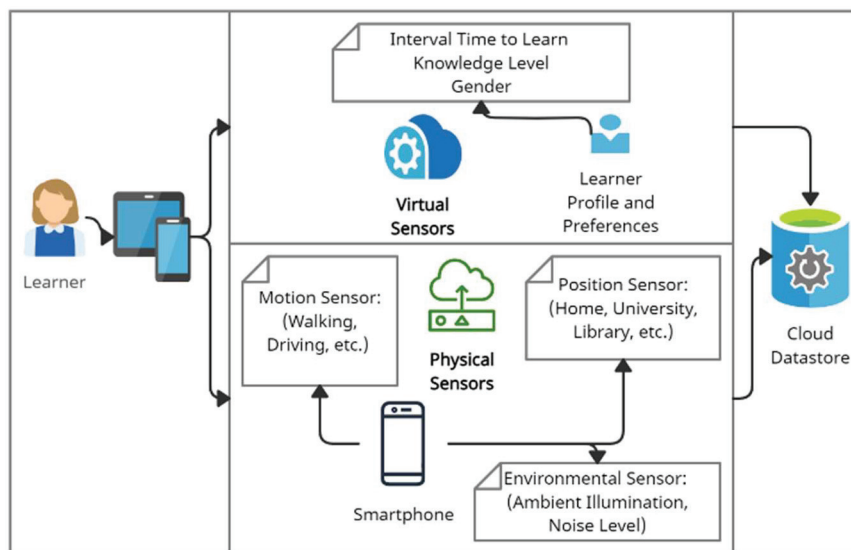 Interval Time to Learn
Knowledge Level
Gender
Learner
Virtual
Sensors
Learner
Profile and
Preferences
Motion Sensor:
(Walking,
Driving, etc.)
Physical
Sensors
Position Sensor:
(Home, University,
Library, etc.)
Cloud
Datastore
Smartphone
Environmental Sensor:
(Ambient Illumination,
Noise Level)